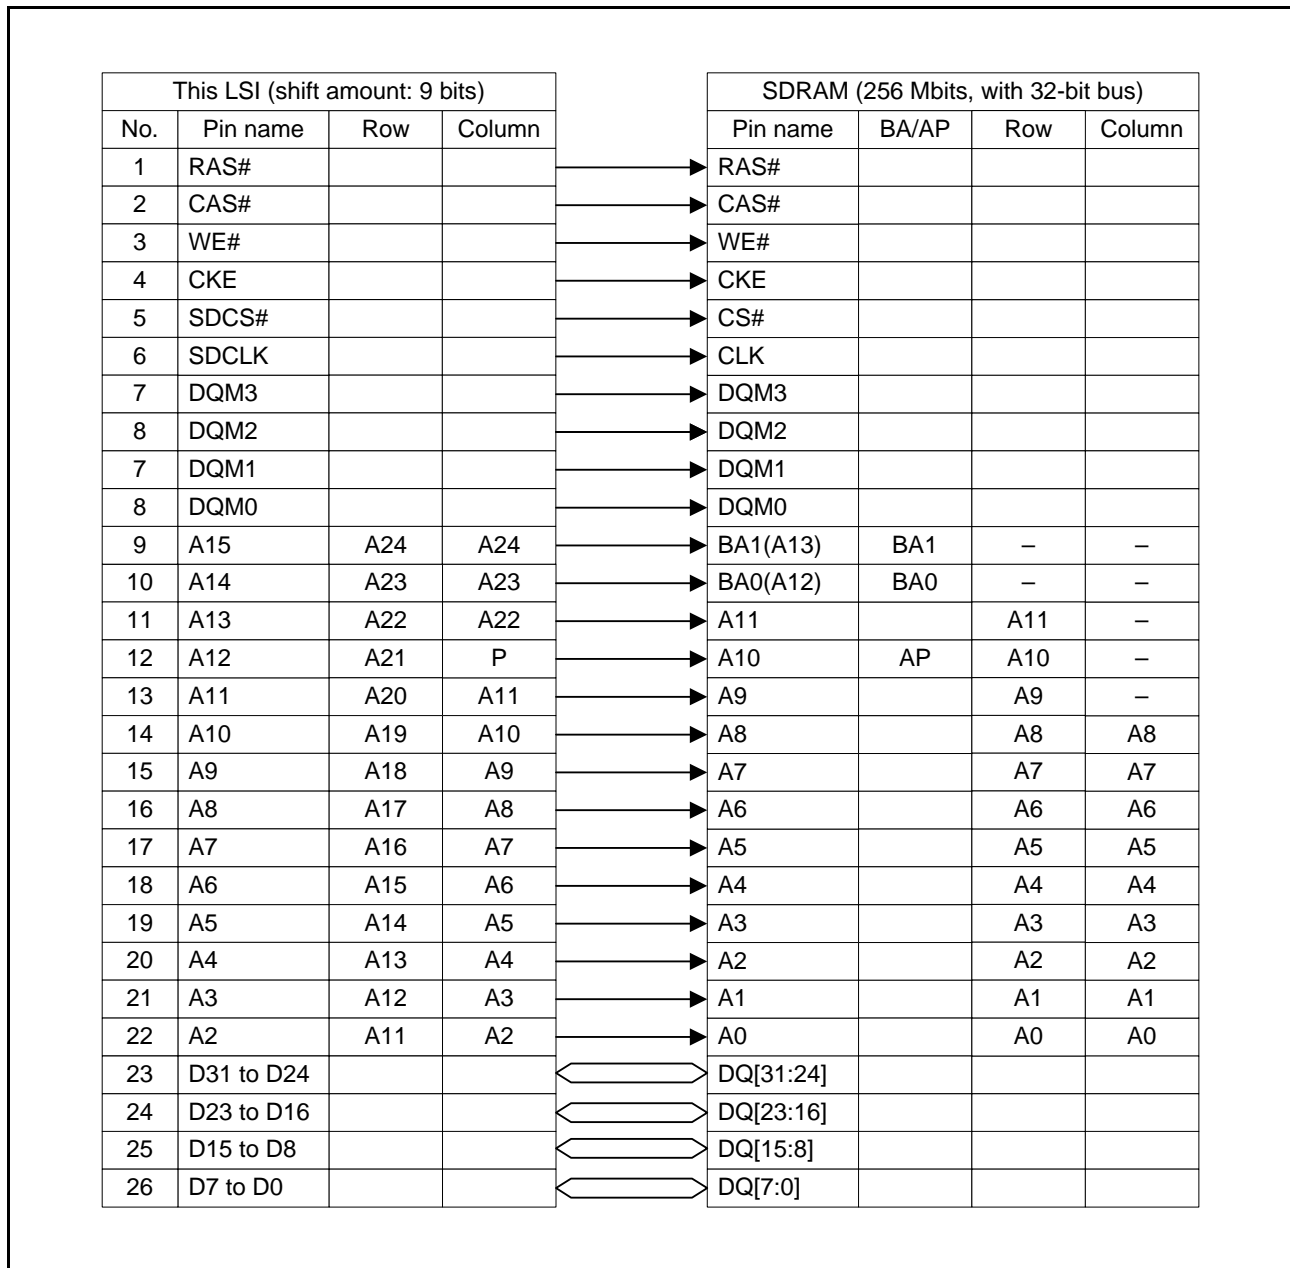 This LSI (shift amount: 9 bits) SDRAM (256 Mbits, with 32-bit bus)
No. Pin name Row Column Pin name BA/AP Row Column
1 RAS# RAS#
2 CAS# CAS#
3 WE# WE#
4 CKE CKE
5 SDCS# CS#
6 SDCLK CLK
7 DQM3 DQM3
8 DQM2 DQM2
7 DQM1 DQM1
8 DQM0 DQM0
9 A15 A24 A24 BA1(A13) BA1 – –
10 A14 A23 A23 BA0(A12) BA0 – –
11 A13 A22 A22 A11 A11 –
12 A12 A21 P A10 AP A10 –
13 A11 A20 A11 A9 A9 –
14 A10 A19 A10 A8 A8 A8
15 A9 A18 A9 A7 A7 A7
16 A8 A17 A8 A6 A6 A6
17 A7 A16 A7 A5 A5 A5
18 A6 A15 A6 A4 A4 A4
19 A5 A14 A5 A3 A3 A3
20 A4 A13 A4 A2 A2 A2
21 A3 A12 A3 A1 A1 A1
22 A2 A11 A2 A0 A0 A0
23 D31 to D24 DQ[31:24]
24 D23 to D16 DQ[23:16]
25 D15 to D8 DQ[15:8]
26 D7 to D0 DQ[7:0]